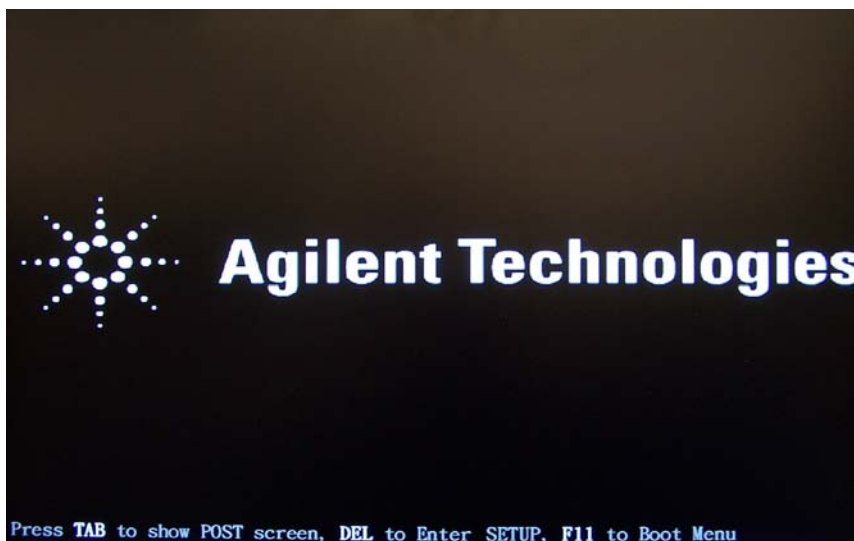 Agilent Technologies
Press TAB to show POST screen, DEL to Enter SETUP, F11 to Boot Menu